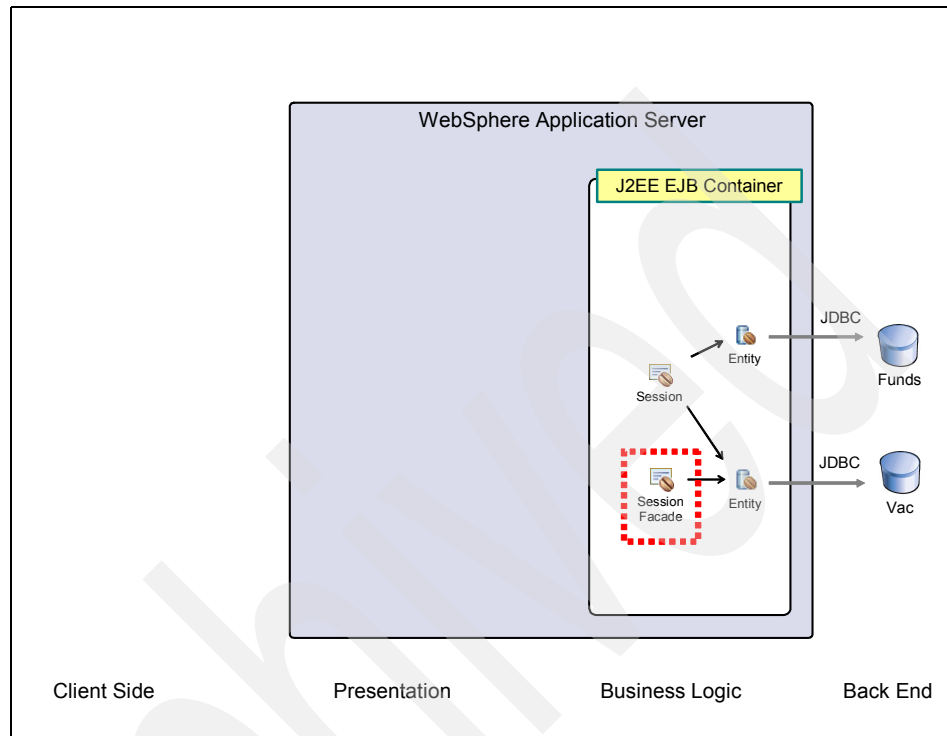 WebSphere Application Server
J2EE EJB Container
JDBC
Entity
Funds
Session
JDBC
Session
Facade
Entity
Vac
Client Side
Presentation
Business Logic
Back End